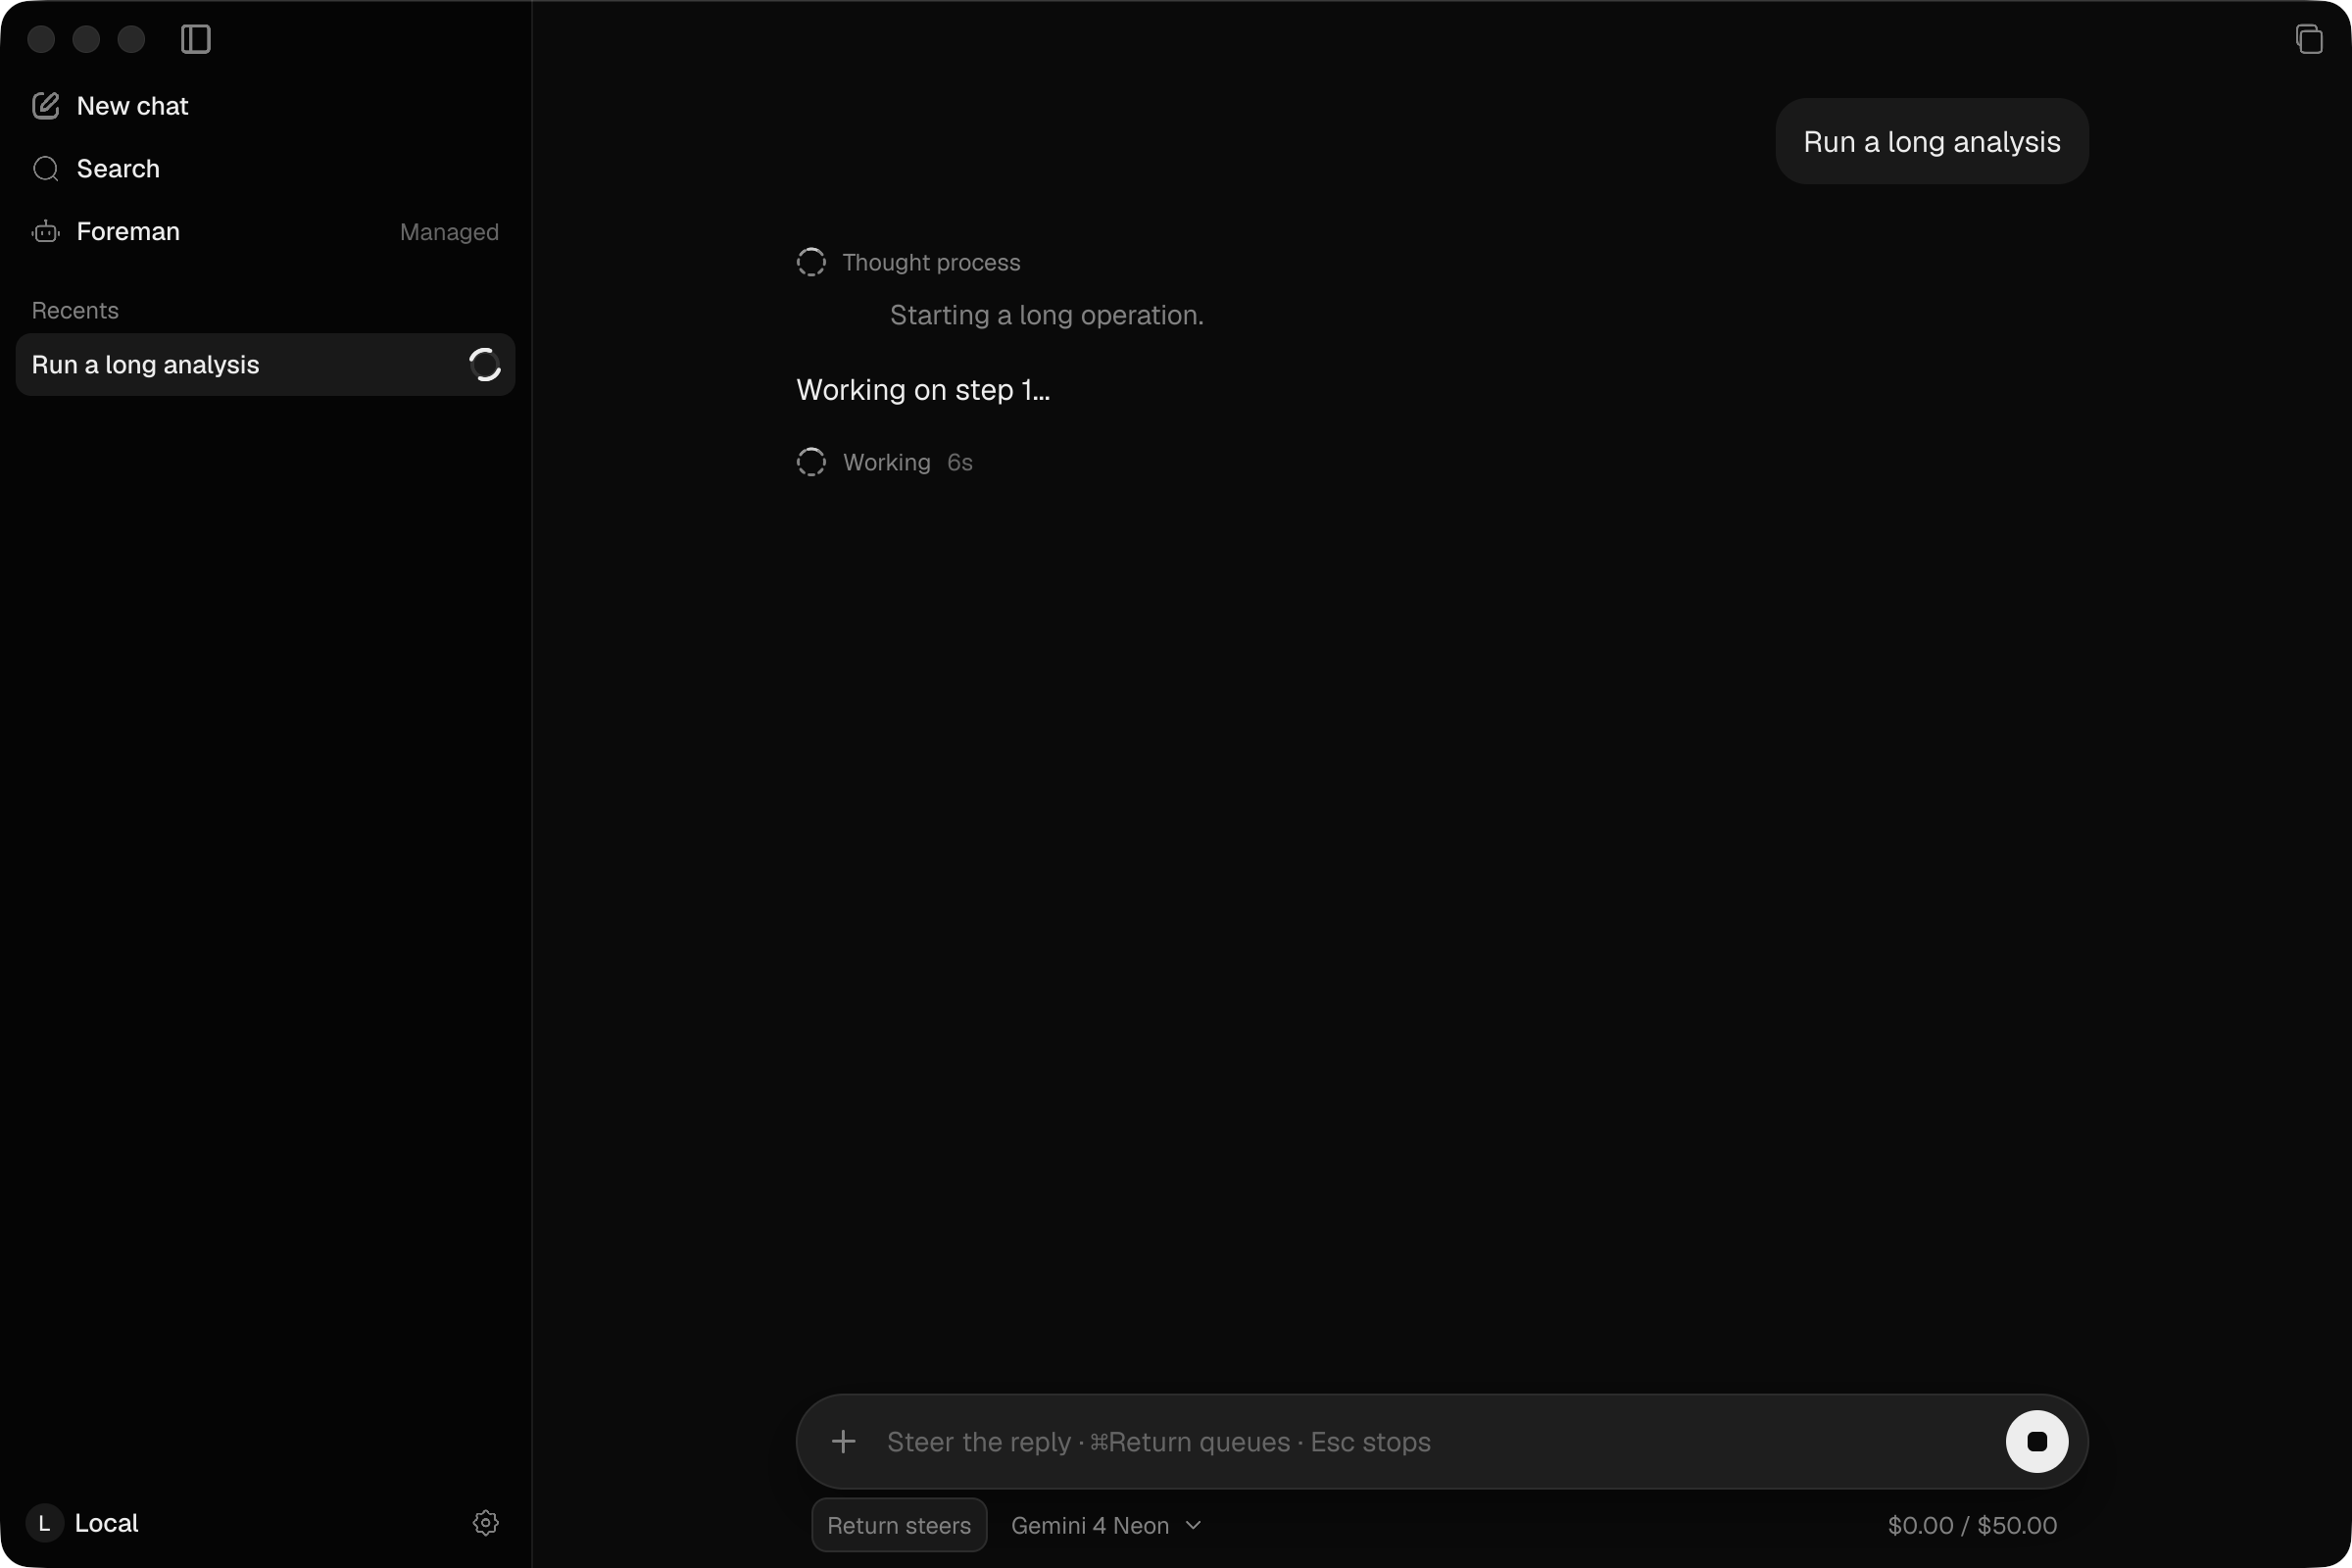 New chat
Search
Foreman Managed
Recents
Run a long analysis
L Local
Run a long analysis
Thought process
Starting a long operation.
Working on step 1...
Working 6s
Steer the reply · ⌘Return queues · Esc stops
Return steers Gemini 4 Neon $0.00 / $50.00